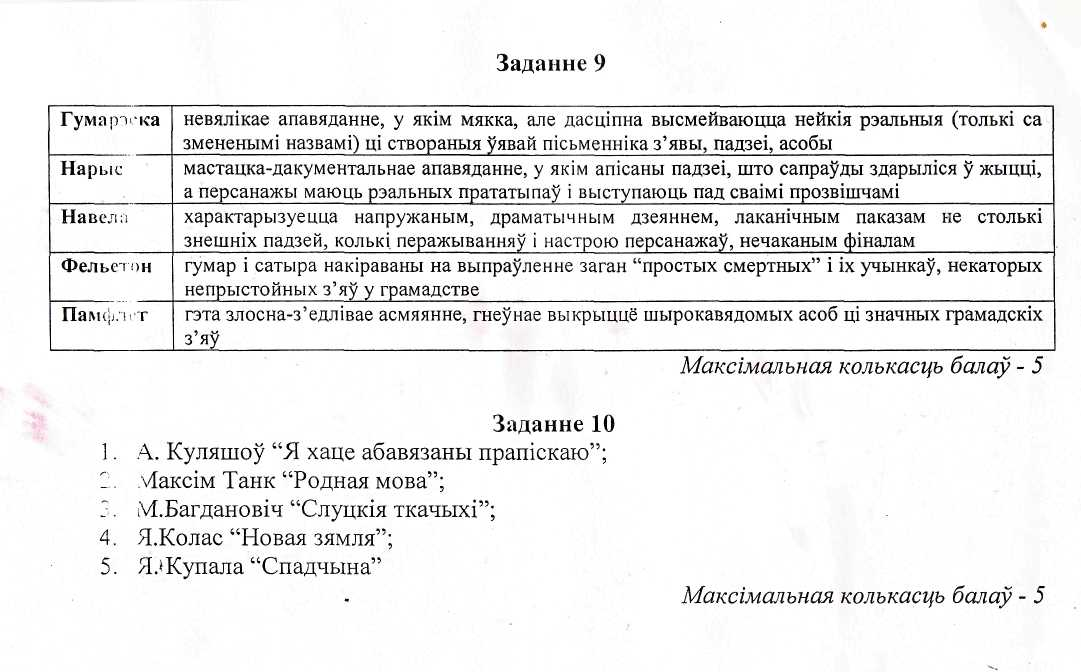 Заданне 9
Гумарэска невялікае апавяданне, у якім мякка, але дасціпна высмейваюцца нейкія рэальныя (толькі са
змененымі назвамі) ці створаныя ўявай пісьменніка з’явы, падзеі, асобы
Нарыс мастацка-дакументальнае апавяданне, у якім апісаны падзеі, што сапраўды здарыліся ў жыцці,
а персанажы маюць рэальных прататыпаў і выступаюць пад сваімі прозвішчамі
Навела характарызуецца напружаным, драматычным дзеяннем, лаканічным паказам не столькі
знешніх падзей, колькі перажыванняў і настрою персанажаў, нечаканым фіналам
Фельетон гумар і сатыра накіраваны на выпраўленне заган “простых смертных” і іх учынкаў, некаторых
непрыстойных з’яў у грамадстве
Памфлет гэта злосна-з’едлівае асмяянне, гнеўнае выкрыццё шырокавядомых асоб ці значных грамадскіх
з’яў
Максімальная колькасць балаў - 5
Заданне 10
1. А. Куляшоў “Я хаце абавязаны прапіскаю”;
2. Максім Танк “Родная мова”;
3. М.Багдановіч “Слуцкія ткачыхі”;
4. Я.Колас “Новая зямля”;
5. Я.Купала “Спадчына”
Максімальная колькасць балаў - 5